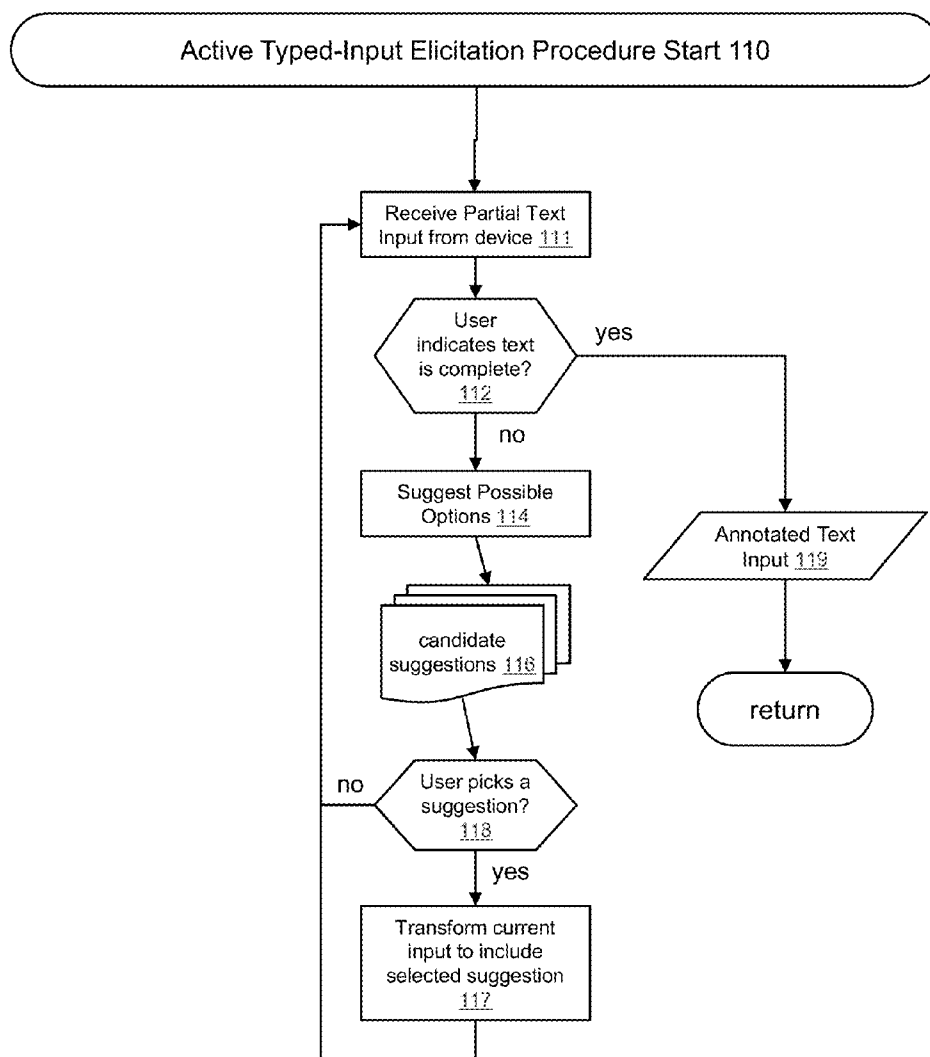 Active Typed-Input Elicitation Procedure Start 110
Receive Partial Text
Input from device 111
User
indicates text
is complete?
112
yes
no
Suggest Possible
Options 114
Annotated Text
Input 119
candidate
suggestions 116
return
User picks a
suggestion?
118
no
yes
Transform current
input to include
selected suggestion
117